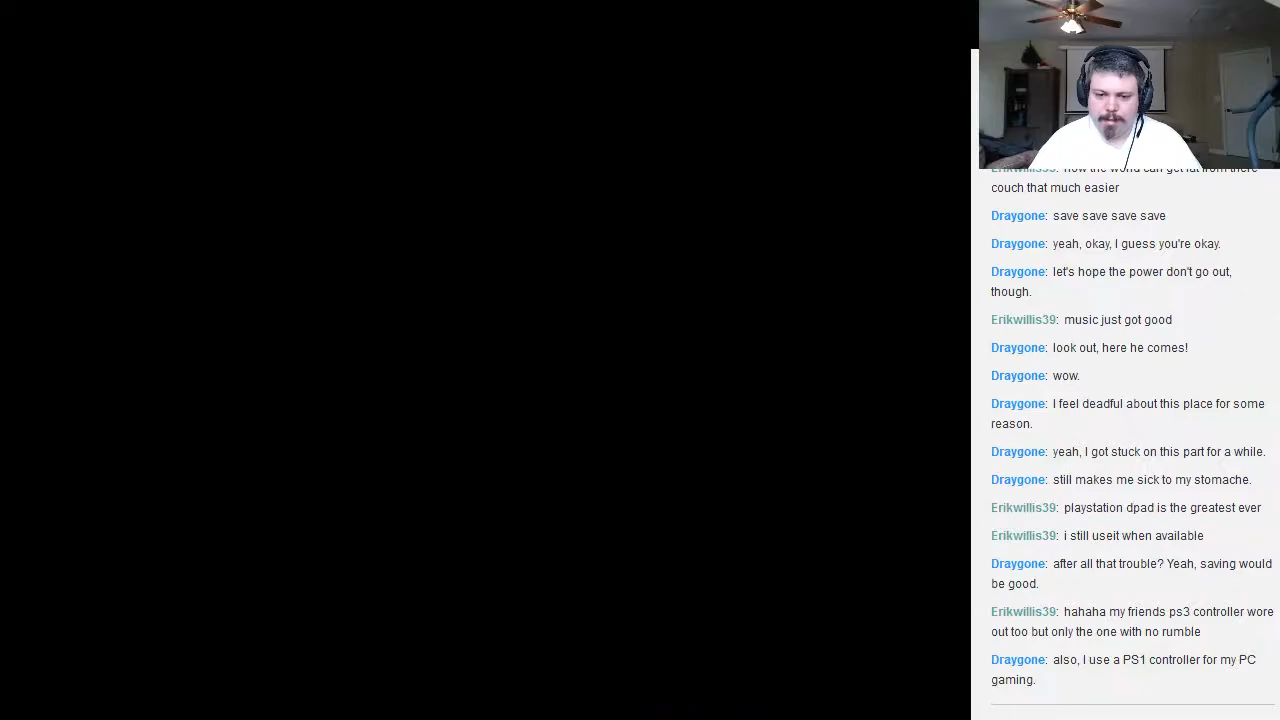 couch that much easier
Draygone: save save save save
Draygone: yeah, okay, I guess you're okay.
Draygone: let's hope the power don't go out,
though.
Erikwillis39: music just got good
Draygone: look out, here he comes!
Draygone: wow.
Draygone: I feel deadful about this place for some
reason.
Draygone: yeah, I got stuck on this part for a while.
Draygone: still makes me sick to my stomache.
Erikwillis39: playstation dpad is the greatest ever
Erikwillis39: i still useit when available
Draygone: after all that trouble? Yeah, saving would
be good.
Erikwillis39: hahaha my friends ps3 controller wore
out too but only the one with no rumble
Draygone: also, I use a PS1 controller for my PC
gaming.